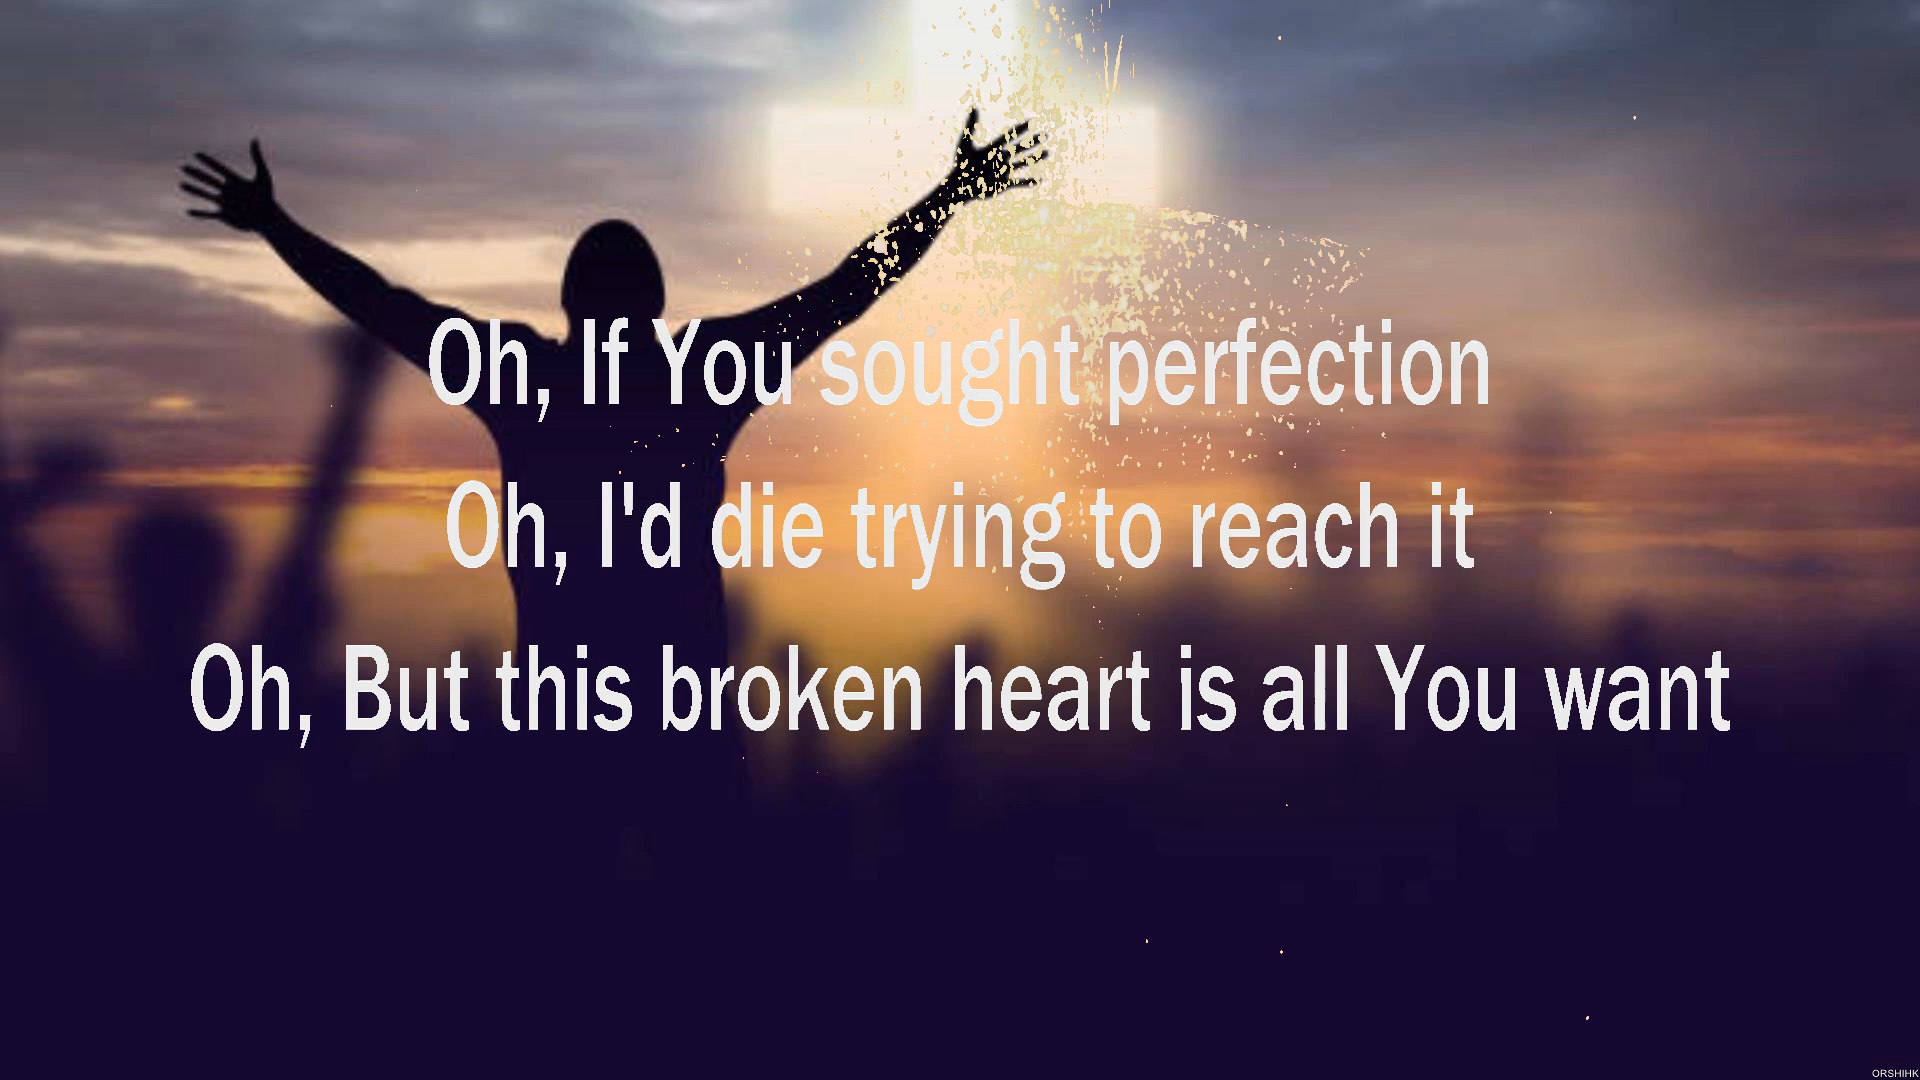 Oh, If You sought perfection
Oh, I'd die trying to reach it
Oh, But this broken heart is all You want
ORSHIHK